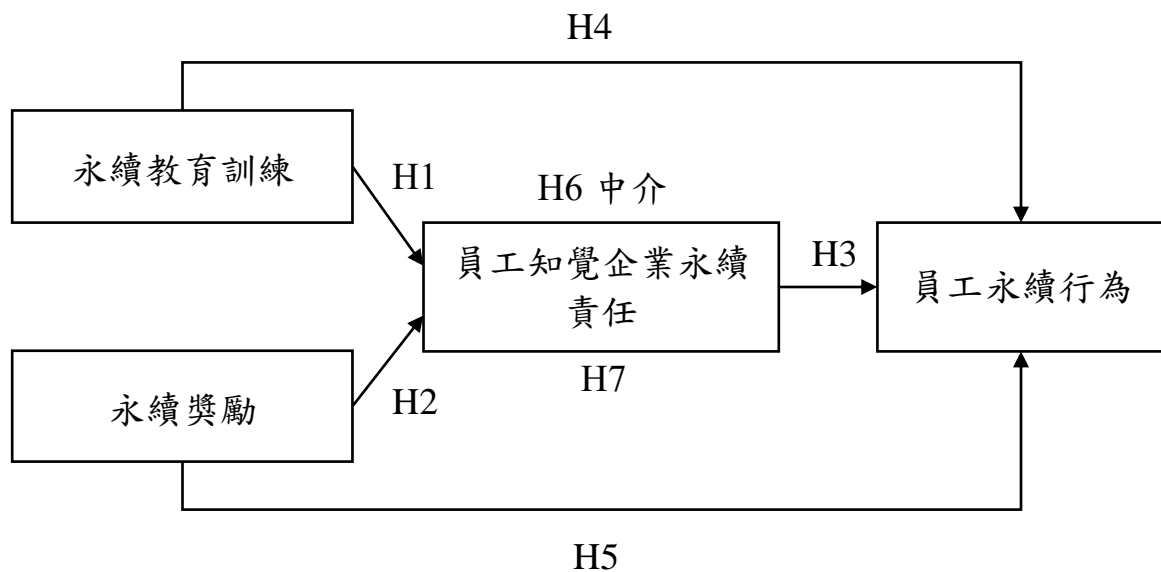 H4
永續教育訓練
H1
H6 中介
員工知覺企業永續
責任
H3
員工永續行為
H7
永續獎勵
H2
H5